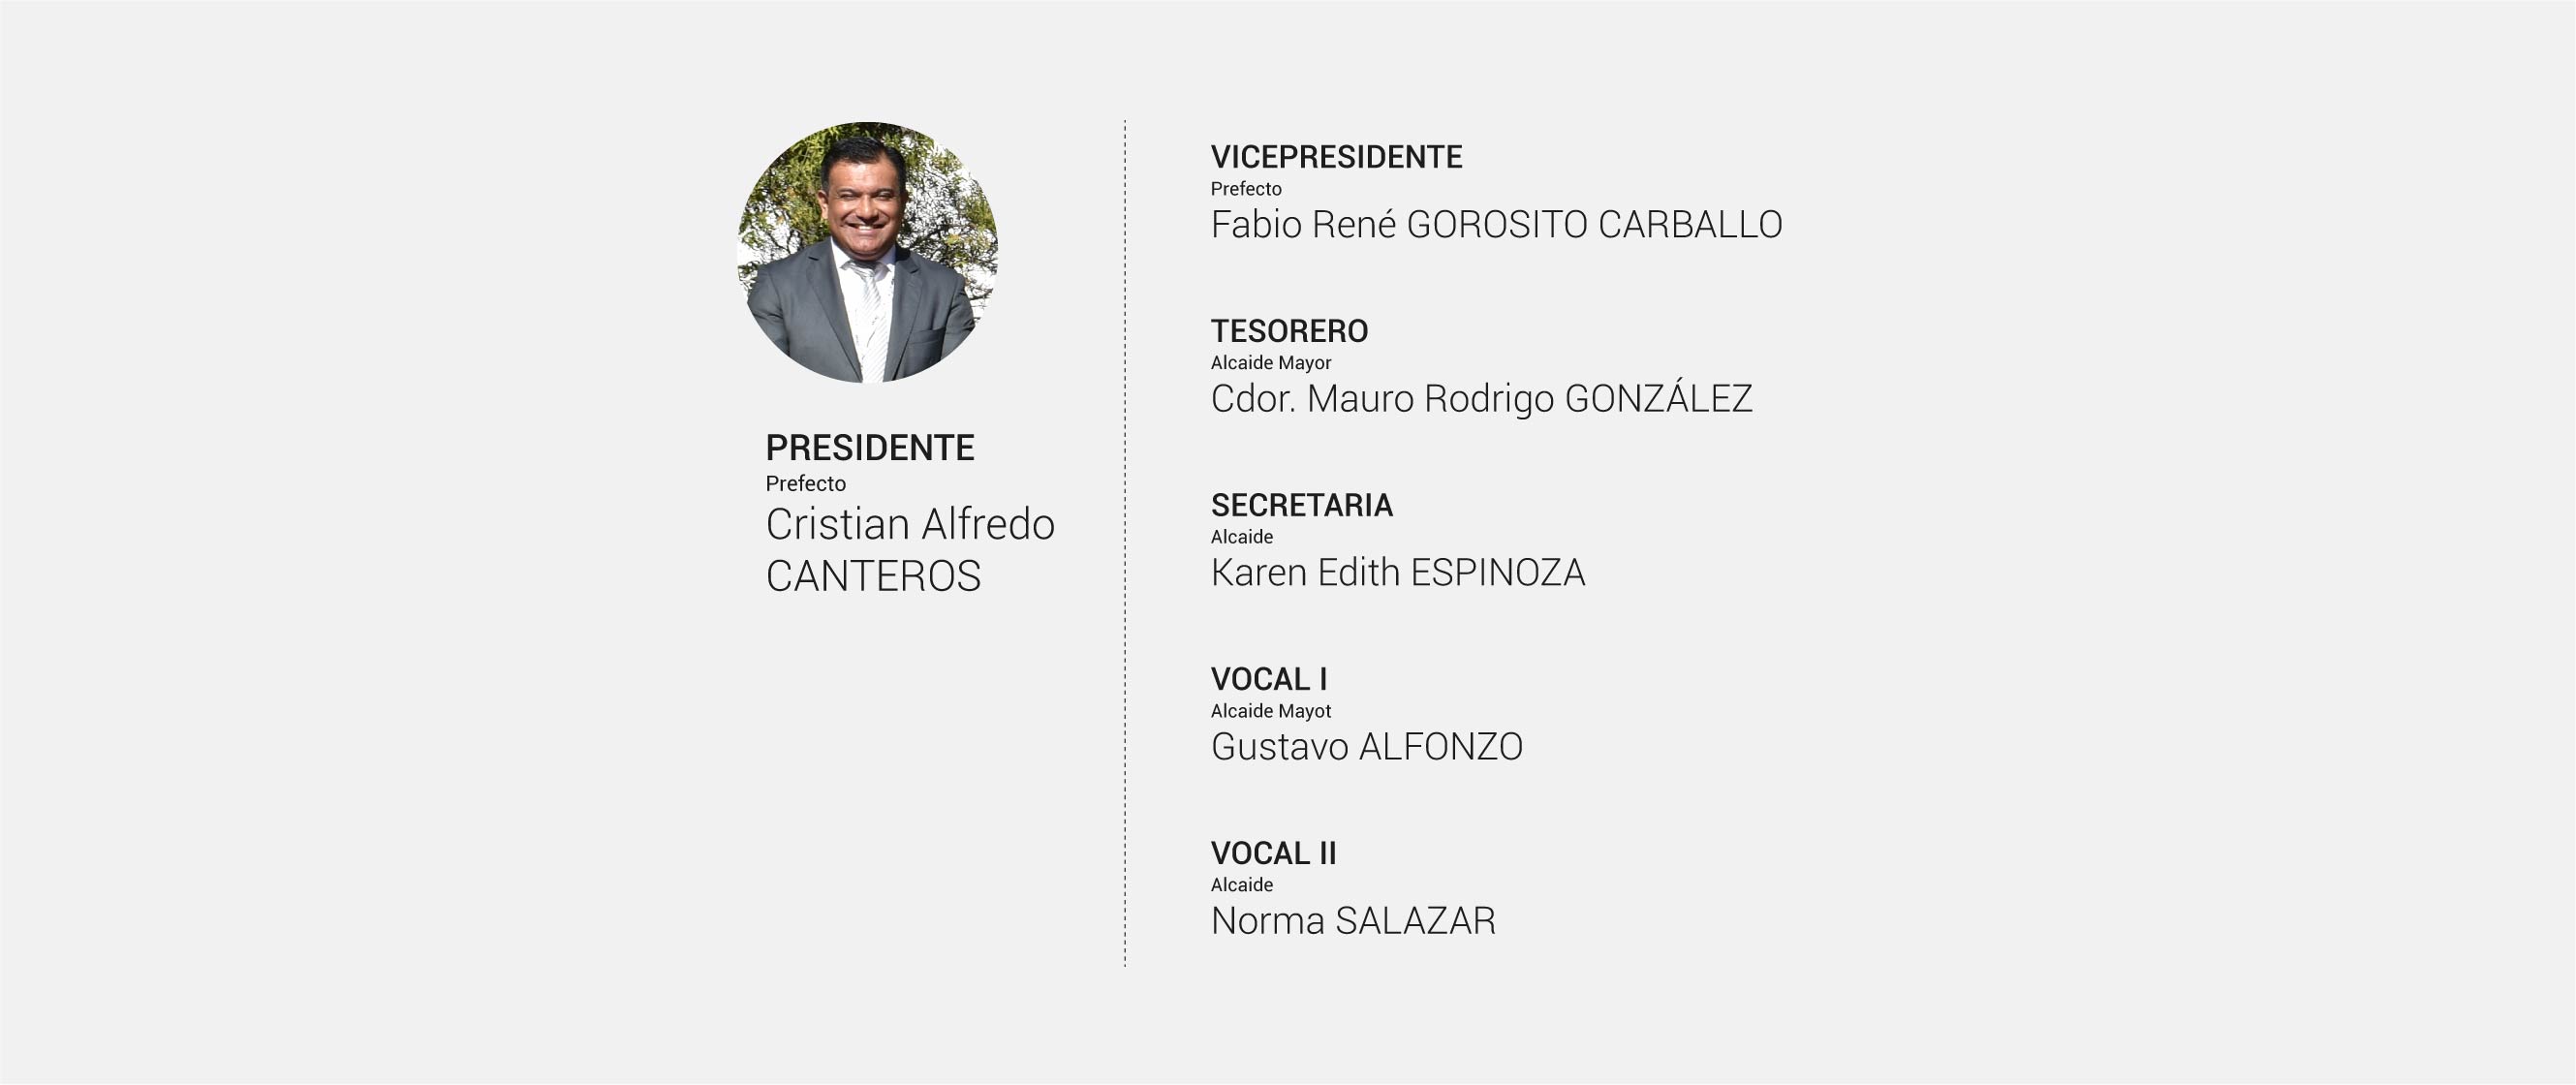 PRESIDENTE
Prefecto
Cristian Alfredo
CANTEROS
VICEPRESIDENTE
Prefecto
Fabio René GOROSITO CARBALLO
TESORERO
Alcaide Mayor
Cdor. Mauro Rodrigo GONZÁLEZ
SECRETARIA
Alcaide
Karen Edith ESPINOZA
VOCAL I
Alcaide Mayot
Gustavo ALFONZO
VOCAL II
Alcaide
Norma SALAZAR